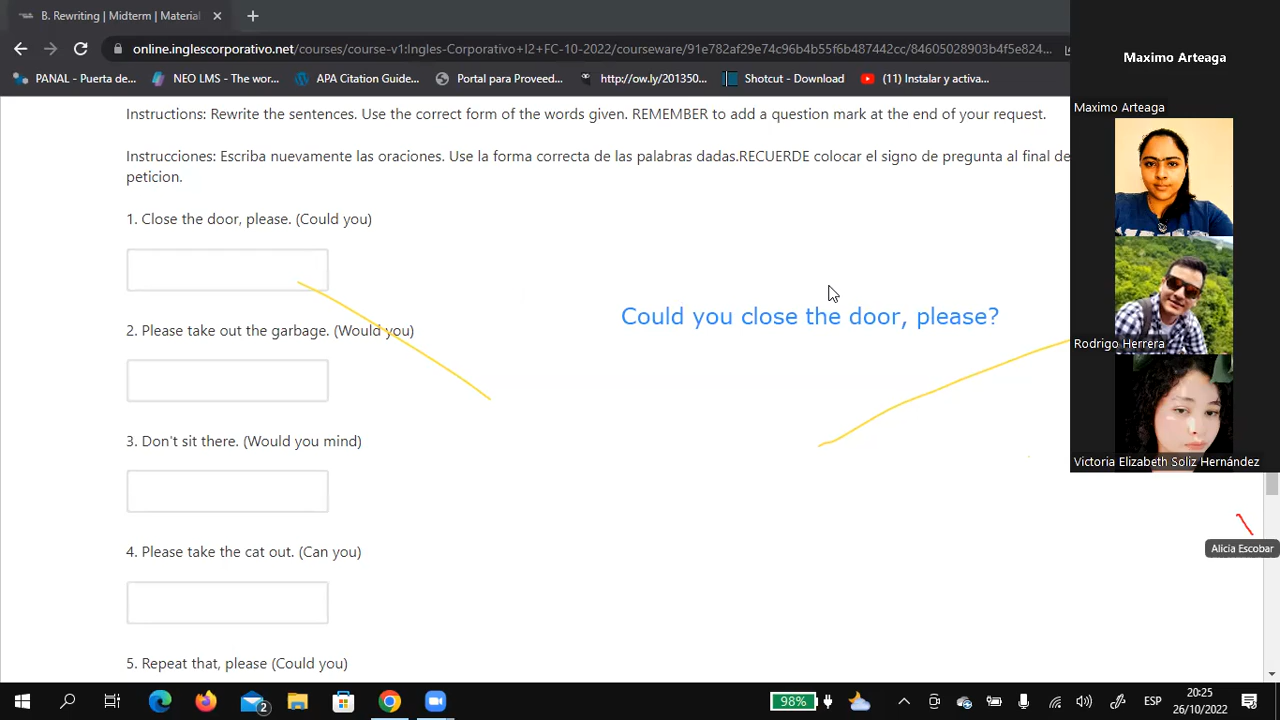 B. Rewriting | Midterm | Material
online.inglescorporativo.net/courses/course-v1:Ingles-Corporativo+I2+FC-10-2022/courseware/91e782af29e74c96b4b55f6b487442cc/84605028903b4f5e824...
PANAL - Puerta de...
NEO LMS - The wor...
APA Citation Guide...
Portal para Proveed...
http://ow.ly/201350...
Shotcut - Download
(11) Instalar y activa...
Instructions: Rewrite the sentences. Use the correct form of the words given. REMEMBER to add a question mark at the end of your request.
Instrucciones: Escriba nuevamente las oraciones. Use la forma correcta de las palabras dadas.RECUERDE colocar el signo de pregunta al final de
peticion.
1. Close the door, please. (Could you)
Could you close the door, please?
2. Please take out the garbage. (Would you)
3. Don't sit there. (Would you mind)
4. Please take the cat out. (Can you)
5. Repeat that, please (Could you)
Maximo Arteaga
Maximo Arteaga
Rodrigo Herrera
Victoria Elizabeth Soliz Hernández
Alicia Escobar
2
98%
ESP
20:25
26/10/2022